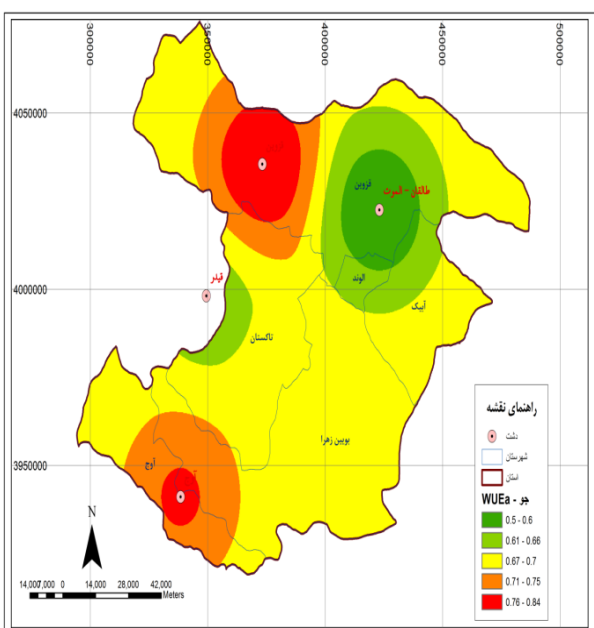 300000 350000 400000 450000 500000
4050000
4000000
3950000
قزوین
طالقان - الموت
الوند
آبیک
قیدار
تاکستان
بویین زهرا
آوج
N
14,000 7,000 0 14,000 28,000 42,000
Meters
راهنمای نقشه
دشت
شهرستان
استان
WUEa - جو
0.5 - 0.6
0.61 - 0.66
0.67 - 0.7
0.71 - 0.75
0.76 - 0.84